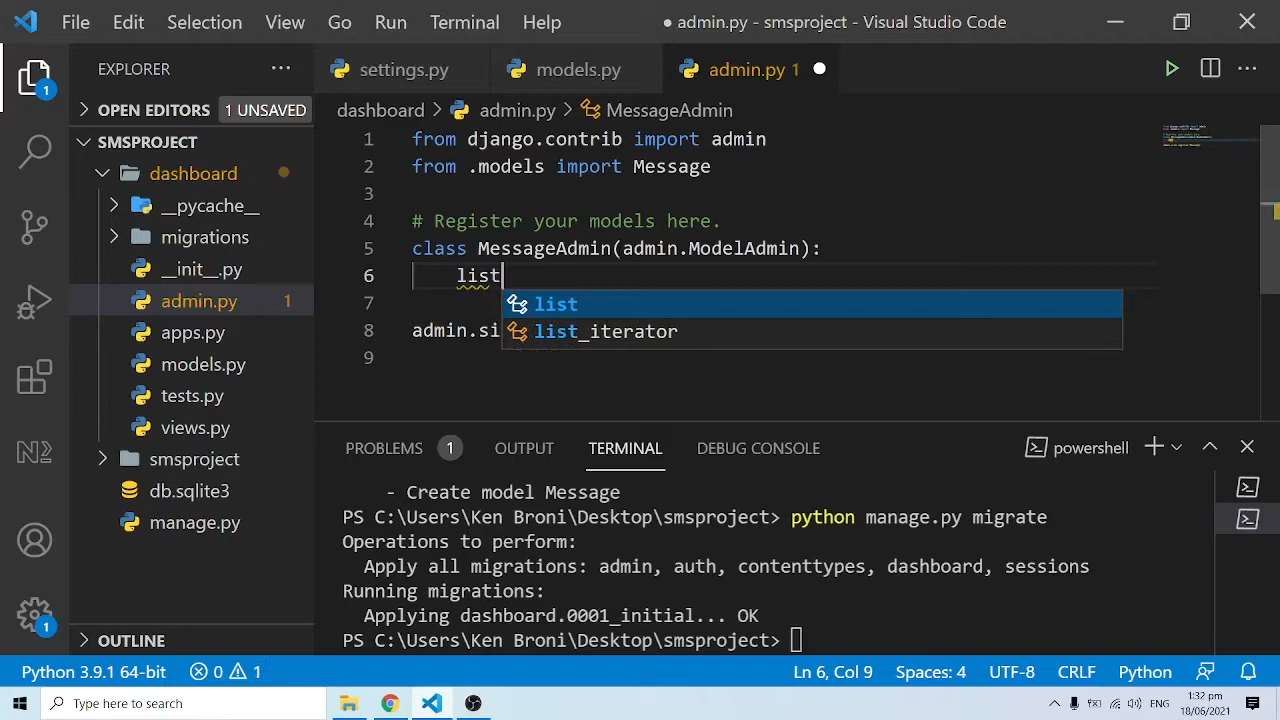 File Edit Selection View Go Run Terminal Help ● admin.py - smsproject - Visual Studio Code
EXPLORER ···
settings.py models.py admin.py 1
OPEN EDITORS 1 UNSAVED
dashboard > admin.py > MessageAdmin
SMSPROJECT
dashboard
__pycache__
migrations
__init__.py
admin.py 1
apps.py
models.py
tests.py
views.py
smsproject
db.sqlite3
manage.py
OUTLINE
1 from django.contrib import admin
2 from .models import Message
3
4 # Register your models here.
5 class MessageAdmin(admin.ModelAdmin):
6 list
list
7
list_iterator
8 admin.si
9
PROBLEMS 1 OUTPUT TERMINAL DEBUG CONSOLE powershell
- Create model Message
PS C:\Users\Ken Broni\Desktop\smsproject> python manage.py migrate
Operations to perform:
Apply all migrations: admin, auth, contenttypes, dashboard, sessions
Running migrations:
Applying dashboard.0001_initial... OK
PS C:\Users\Ken Broni\Desktop\smsproject>
1
1
Python 3.9.1 64-bit 0 1 Ln 6, Col 9 Spaces: 4 UTF-8 CRLF Python
Type here to search ENG 1:32 pm
18/06/2021